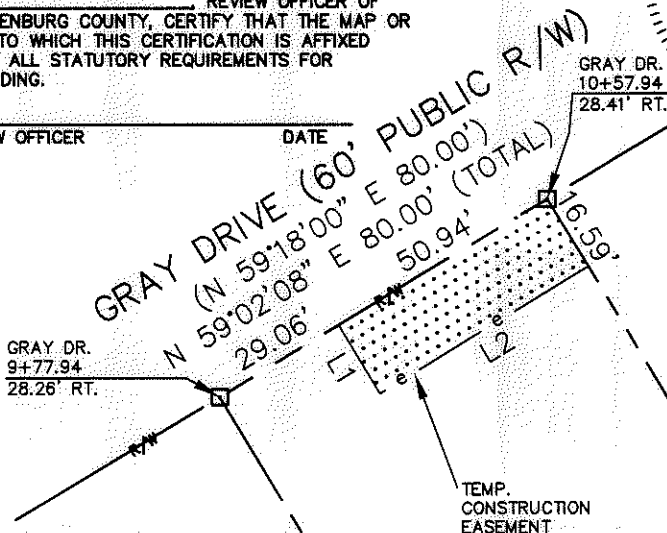 REVIEW OFFICER OF
ENBURG COUNTY, CERTIFY THAT THE MAP OR
TO WHICH THIS CERTIFICATION IS AFFIXED
ALL STATUTORY REQUIREMENTS FOR
DING.
W OFFICER DATE
GRAY DRIVE (60' PUBLIC R/W)
(N 59°18'00" E 80.00')
N 59°02'08" E 80.00' (TOTAL)
29.06'
50.94'
GRAY DR.
10+57.94
28.41' RT.
16.59'
R/W
L1
e
e
L2
GRAY DR.
9+77.94
28.26' RT.
R/W
TEMP.
CONSTRUCTION
EASEMENT